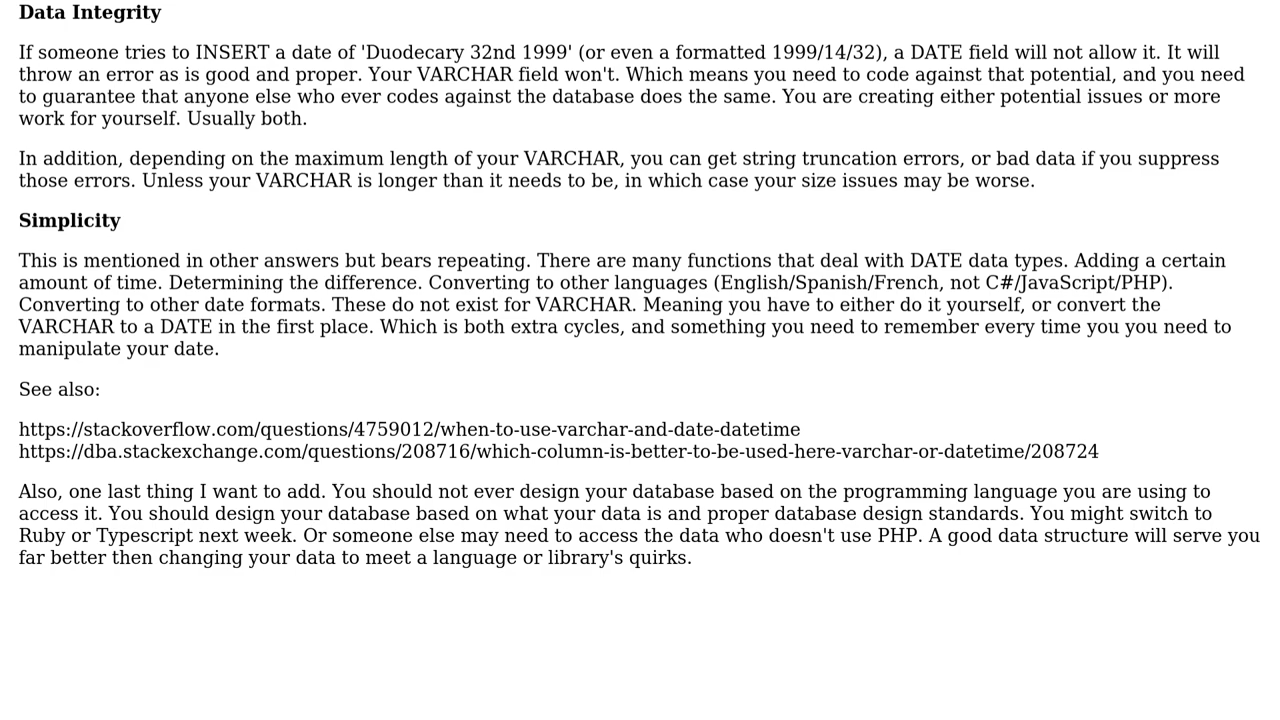 Data Integrity
If someone tries to INSERT a date of 'Duodecary 32nd 1999' (or even a formatted 1999/14/32), a DATE field will not allow it. It will
throw an error as is good and proper. Your VARCHAR field won't. Which means you need to code against that potential, and you need
to guarantee that anyone else who ever codes against the database does the same. You are creating either potential issues or more
work for yourself. Usually both.
In addition, depending on the maximum length of your VARCHAR, you can get string truncation errors, or bad data if you suppress
those errors. Unless your VARCHAR is longer than it needs to be, in which case your size issues may be worse.
Simplicity
This is mentioned in other answers but bears repeating. There are many functions that deal with DATE data types. Adding a certain
amount of time. Determining the difference. Converting to other languages (English/Spanish/French, not C#/JavaScript/PHP).
Converting to other date formats. These do not exist for VARCHAR. Meaning you have to either do it yourself, or convert the
VARCHAR to a DATE in the first place. Which is both extra cycles, and something you need to remember every time you you need to
manipulate your date.
See also:
https://stackoverflow.com/questions/4759012/when-to-use-varchar-and-date-datetime
https://dba.stackexchange.com/questions/208716/which-column-is-better-to-be-used-here-varchar-or-datetime/208724
Also, one last thing I want to add. You should not ever design your database based on the programming language you are using to
access it. You should design your database based on what your data is and proper database design standards. You might switch to
Ruby or Typescript next week. Or someone else may need to access the data who doesn't use PHP. A good data structure will serve you
far better then changing your data to meet a language or library's quirks.